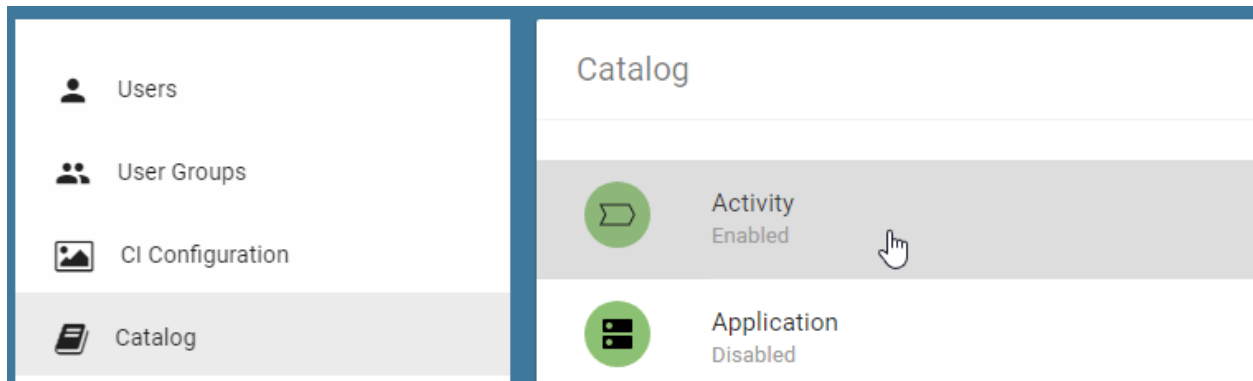 Users
User Groups
CI Configuration
Catalog
Catalog
Activity
Enabled
Application
Disabled